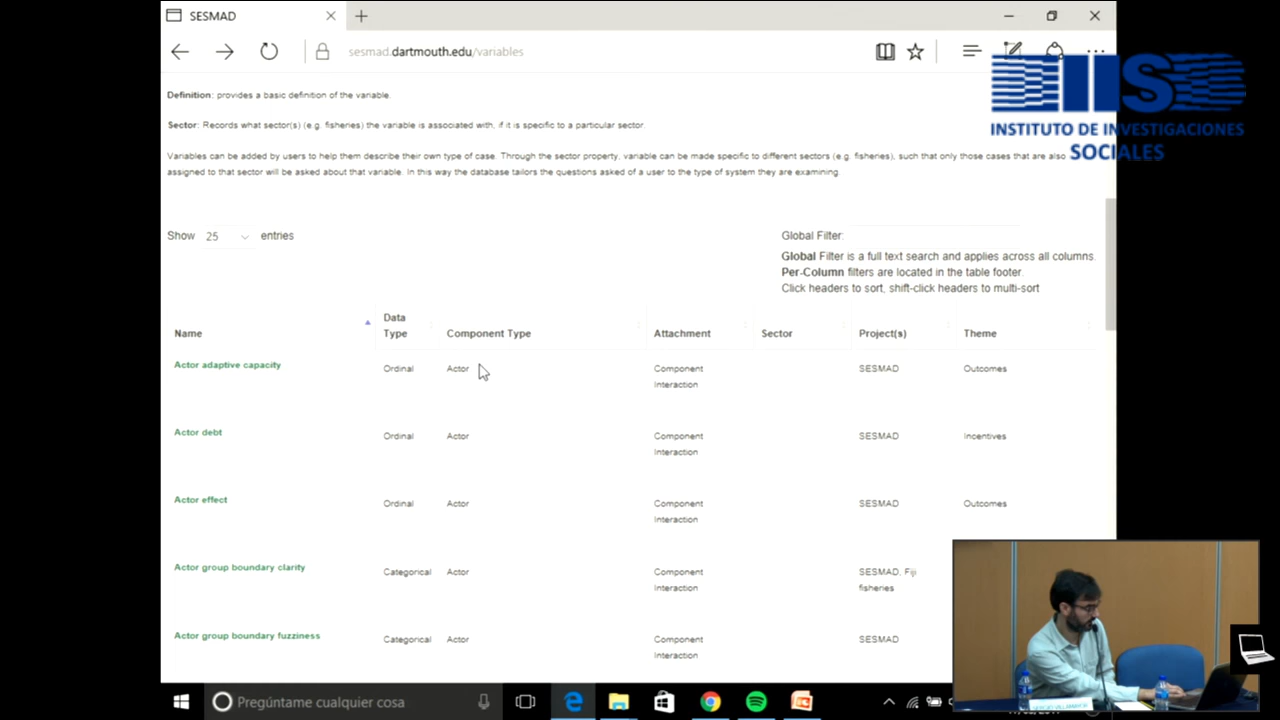 SESMAD
sesmad.dartmouth.edu/variables
IIS
INSTITUTO DE INVESTIGACIONES
SOCIALES
Definition: provides a basic definition of the variable.
Sector: Records what sector(s) (e.g. fisheries) the variable is associated with, if it is specific to a particular sector.
Variables can be added by users to help them describe their own type of case. Through the sector property, variable can be made specific to different sectors (e.g. fisheries), such that only those cases that are also
assigned to that sector will be asked about that variable. In this way the database tailors the questions asked of a user to the type of system they are examining.
Show 25 entries
Global Filter:
Global Filter is a full text search and applies across all columns.
Per-Column filters are located in the table footer.
Click headers to sort, shift-click headers to multi-sort
Name Data Type Component Type Attachment Sector Project(s) Theme
Actor adaptive capacity Ordinal Actor Component Interaction SESMAD Outcomes
Actor debt Ordinal Actor Component Interaction SESMAD Incentives
Actor effect Ordinal Actor Component Interaction SESMAD Outcomes
Actor group boundary clarity Categorical Actor Component Interaction SESMAD, Fiji fisheries
Actor group boundary fuzziness Categorical Actor Component Interaction SESMAD
Pregúntame cualquier cosa